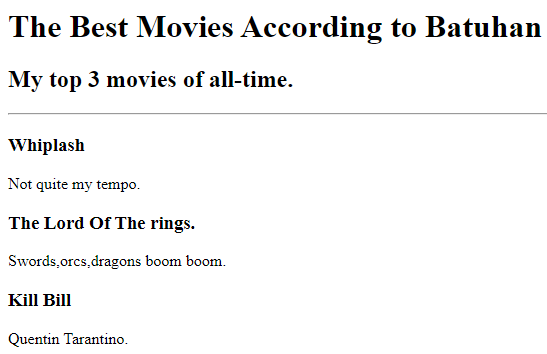 The Best Movies According to Batuhan
My top 3 movies of all-time.
Whiplash
Not quite my tempo.
The Lord Of The rings.
Swords,orcs,dragons boom boom.
Kill Bill
Quentin Tarantino.